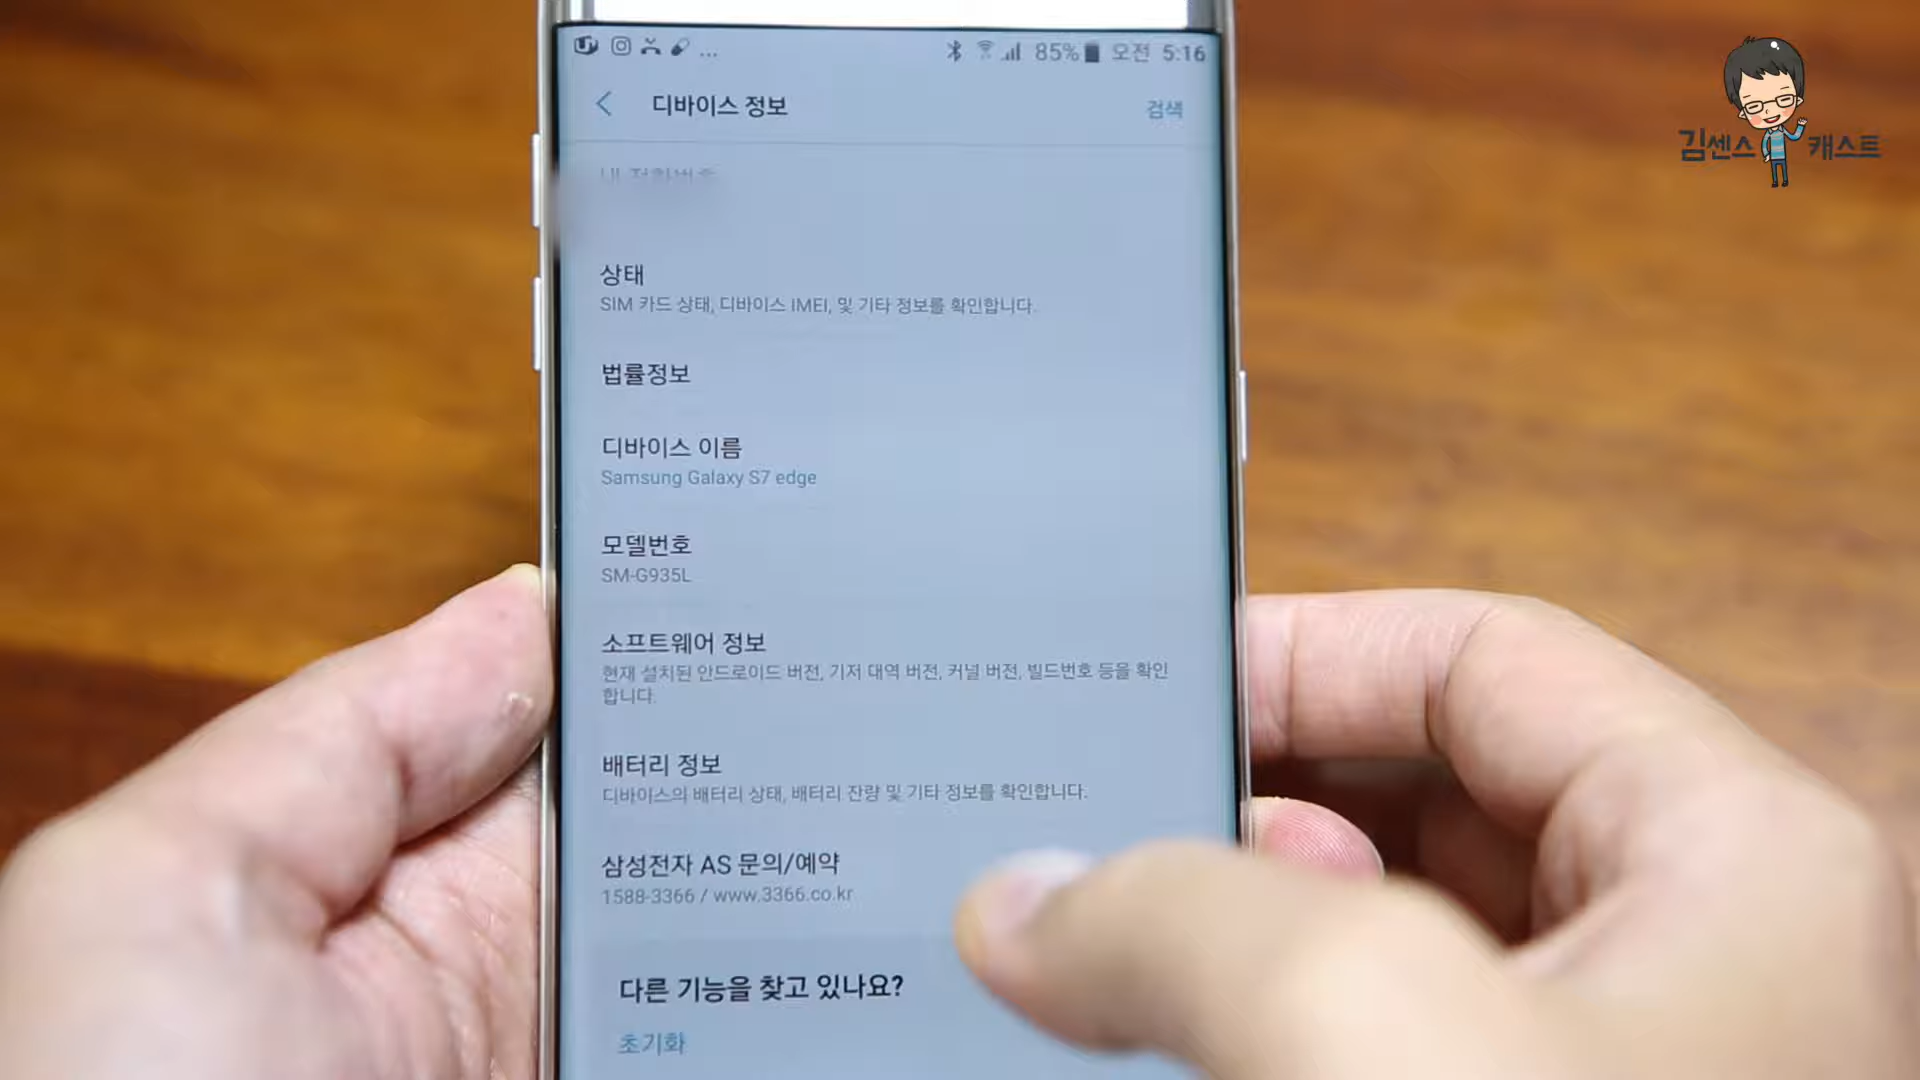 85% 오전 5:16
디바이스 정보
검색
내 전화번호
상태
SIM 카드 상태, 디바이스 IMEI, 및 기타 정보를 확인합니다.
법률정보
디바이스 이름
Samsung Galaxy S7 edge
모델번호
SM-G935L
소프트웨어 정보
현재 설치된 안드로이드 버전, 기저 대역 버전, 커널 버전, 빌드번호 등을 확인
합니다.
배터리 정보
디바이스의 배터리 상태, 배터리 잔량 및 기타 정보를 확인합니다.
삼성전자 AS 문의/예약
1588-3366 / www.3366.co.kr
다른 기능을 찾고 있나요?
초기화
김센스 캐스트